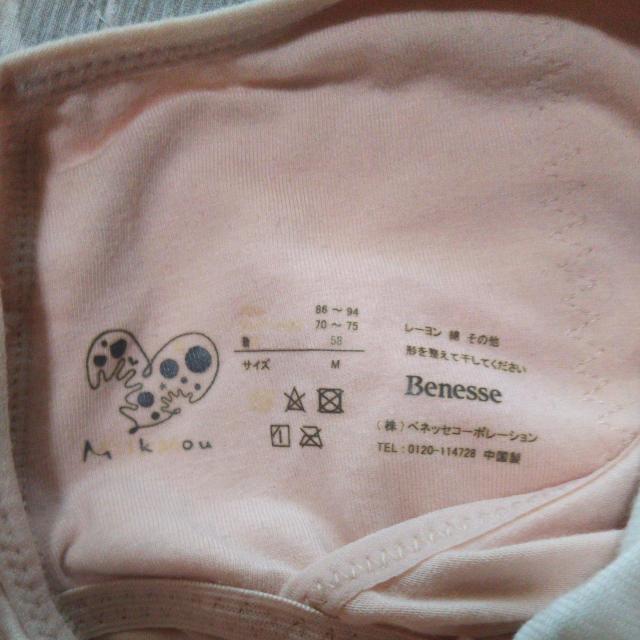 86～94
70～75
58
サイズ M
レーヨン 綿 その他
形を整えて干してください
Benesse
(株) ベネッセコーポレーション
TEL: 0120-114728 中国製